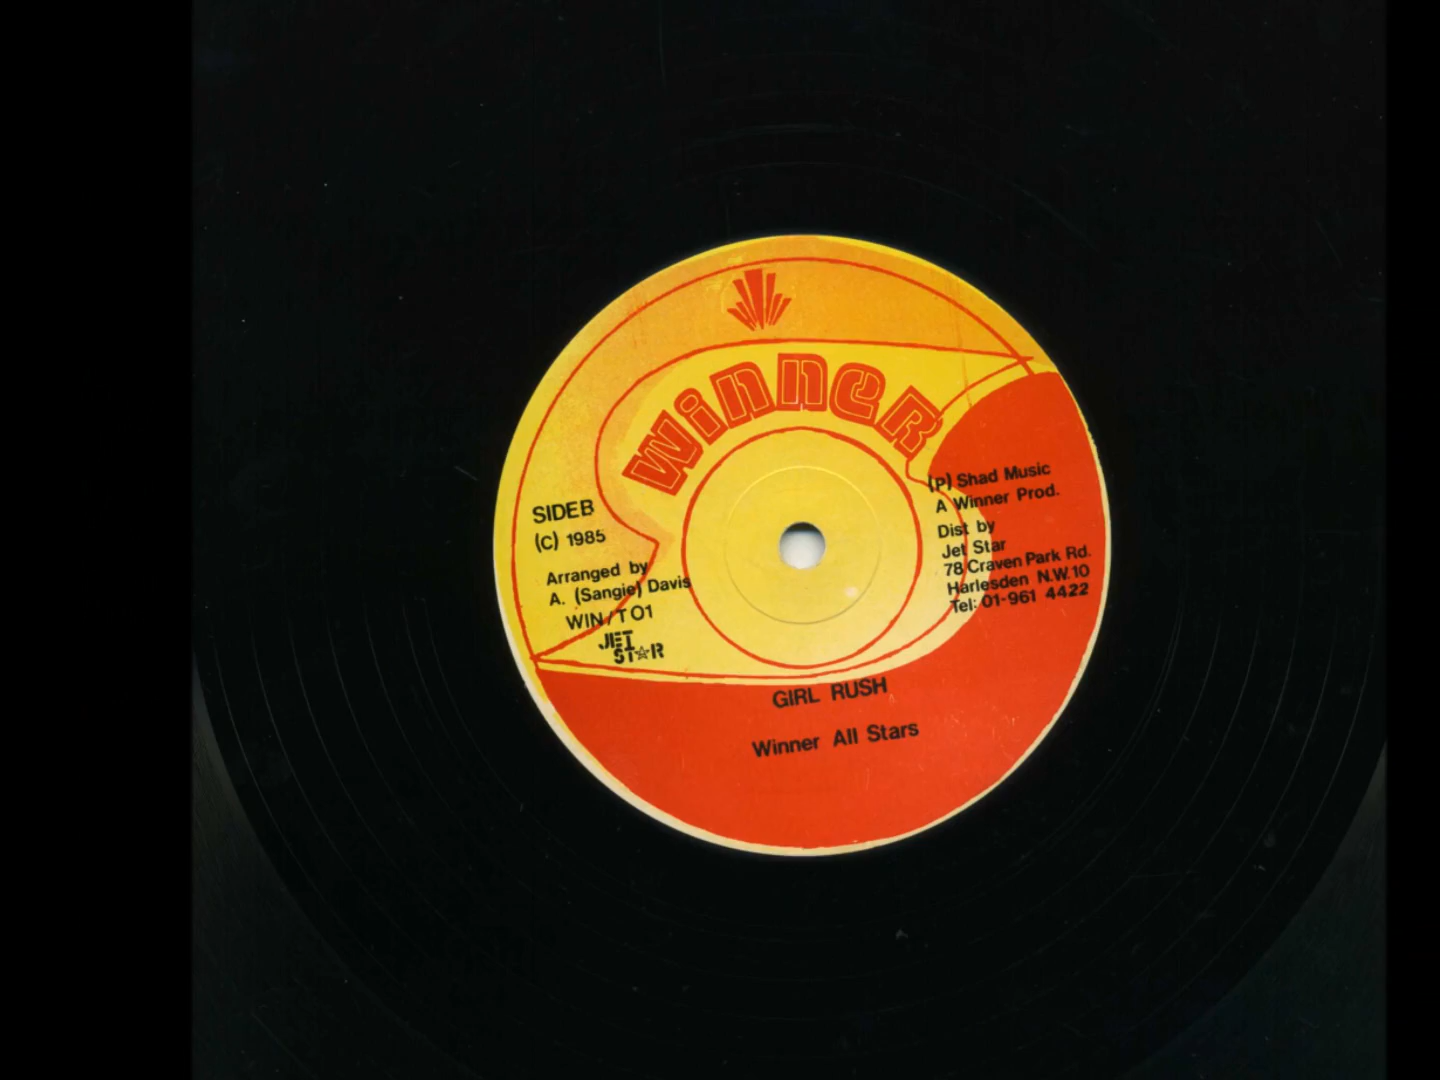 Winner
SIDEB
(C) 1985
Arranged by
A. (Sangie) Davis
WIN/T01
JET
ST☆R
(P) Shad Music
A Winner Prod.
Dist by
Jet Star
78 Craven Park Rd.
Harlesden N.W.10
Tel: 01-961 4422
GIRL RUSH
Winner All Stars